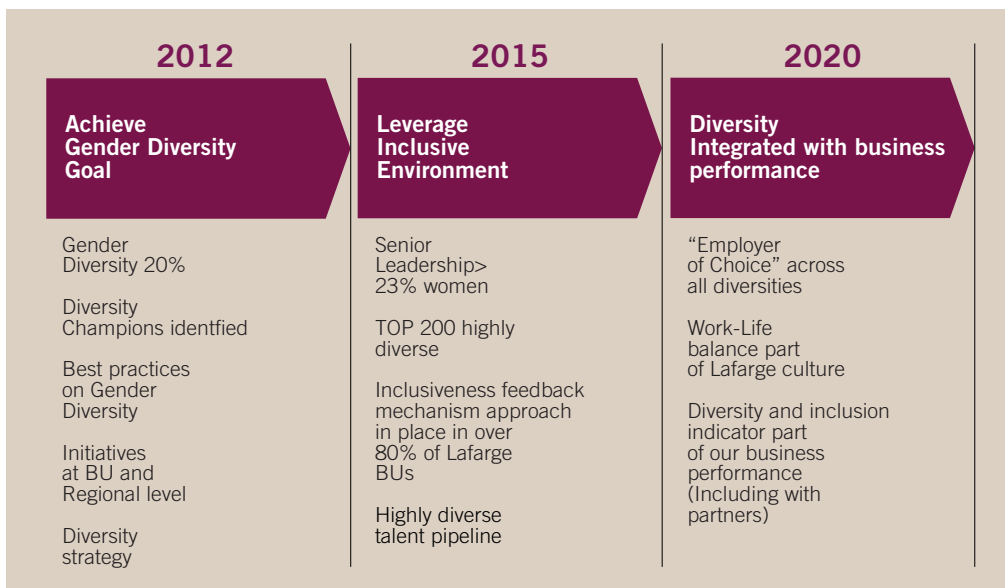 2012
Achieve
Gender Diversity
Goal
Gender
Diversity 20%
Diversity
Champions identfied
Best practices
on Gender
Diversity
Initiatives
at BU and
Regional level
Diversity
strategy
2015
Leverage
Inclusive
Environment
Senior
Leadership>
23% women
TOP 200 highly
diverse
Inclusiveness feedback
mechanism approach
in place in over
80% of Lafarge
BUs
Highly diverse
talent pipeline
2020
Diversity
Integrated with business
performance
“Employer
of Choice” across
all diversities
Work-Life
balance part
of Lafarge culture
Diversity and inclusion
indicator part
of our business
performance
(Including with
partners)